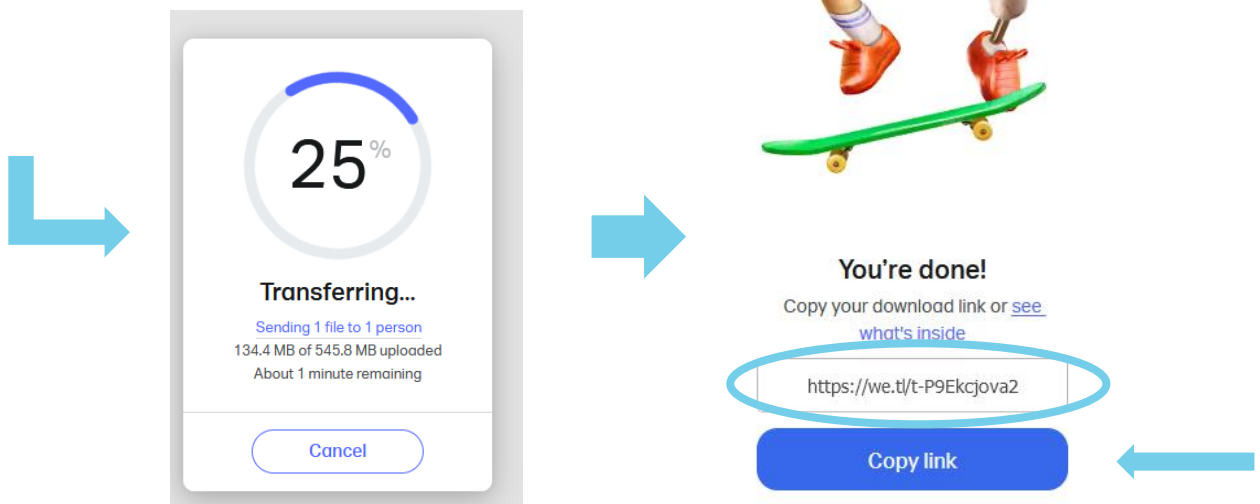 25%
Transferring...
Sending 1 file to 1 person
134.4 MB of 545.8 MB uploaded
About 1 minute remaining
Cancel
You're done!
Copy your download link or see
what's inside
https://we.tl/t-P9Ekcjova2
Copy link